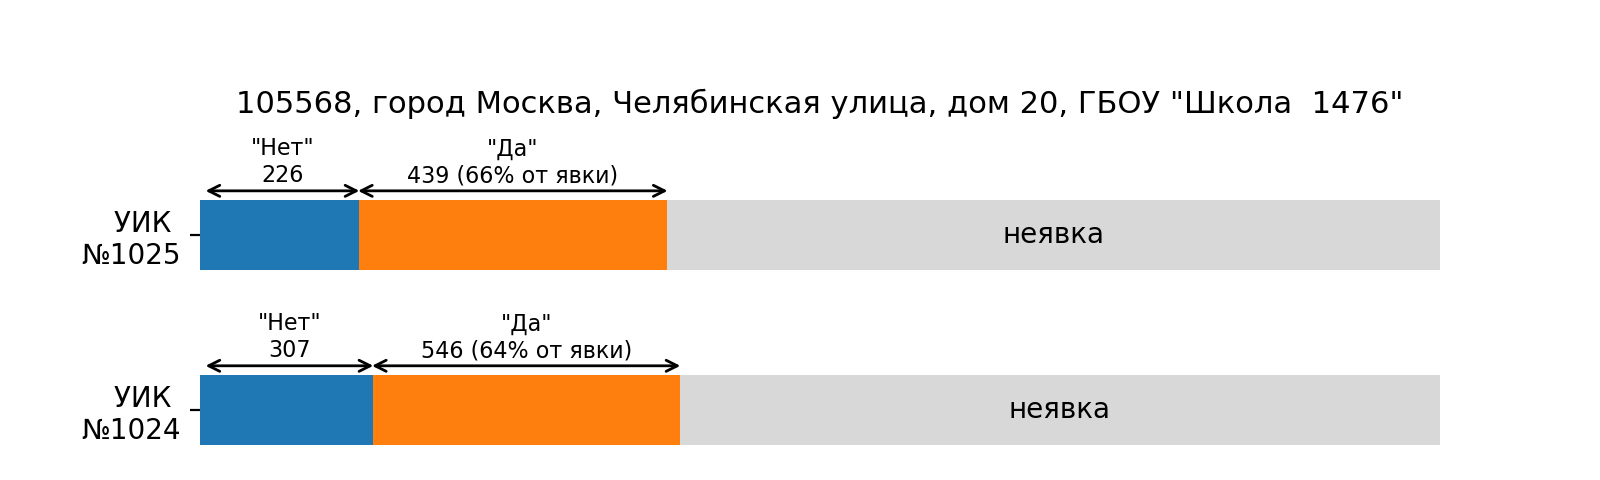 105568, город Москва, Челябинская улица, дом 20, ГБОУ "Школа  1476"
"Нет"
226
"Да"
439 (66% от явки)
УИК
№1025
неявка
"Нет"
307
"Да"
546 (64% от явки)
УИК
№1024
неявка